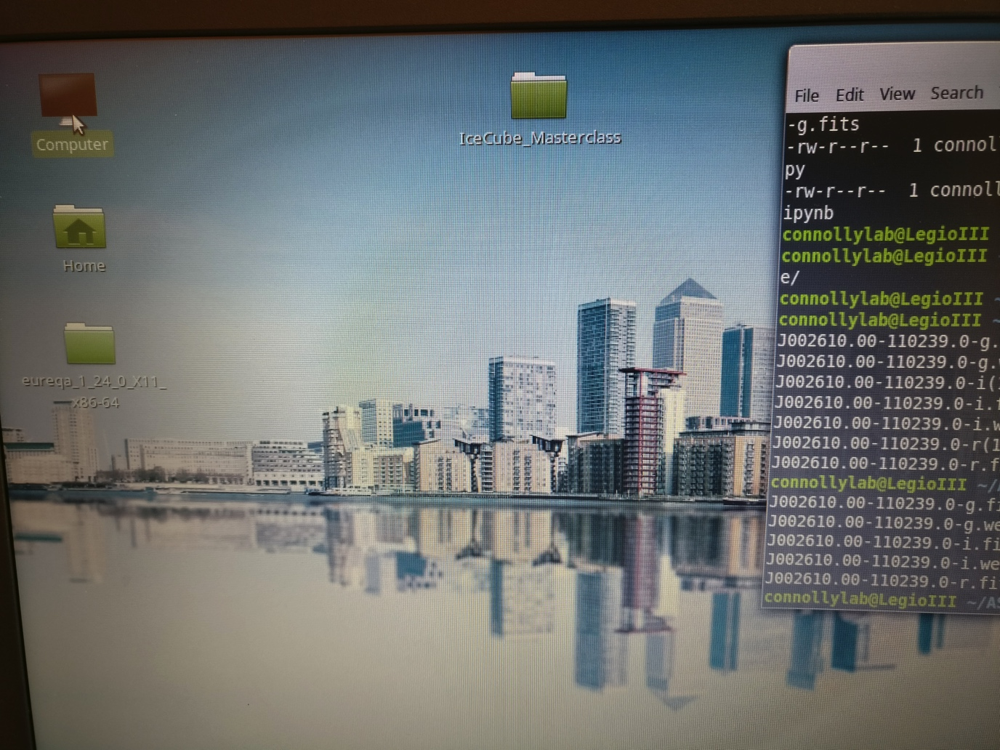 Computer
Home
eureqa_1_24_0_X11_
x86-64
IceCube_Masterclass
File Edit View Search
-g.fits
-rw-r--r-- 1 connol
py
-rw-r--r-- 1 connoll
ipynb
connollylab@LegioIII
connollylab@LegioIII
e/
connollylab@LegioIII ~
connollylab@LegioIII ~
J002610.00-110239.0-g.
J002610.00-110239.0-g.
J002610.00-110239.0-i(
J002610.00-110239.0-i.f
J002610.00-110239.0-i.w
J002610.00-110239.0-r(1
J002610.00-110239.0-r.f
connollylab@LegioIII ~/
J002610.00-110239.0-g.fi
J002610.00-110239.0-g.we
J002610.00-110239.0-i.fi
J002610.00-110239.0-i.we
J002610.00-110239.0-r.fi
connollylab@LegioIII ~/AS